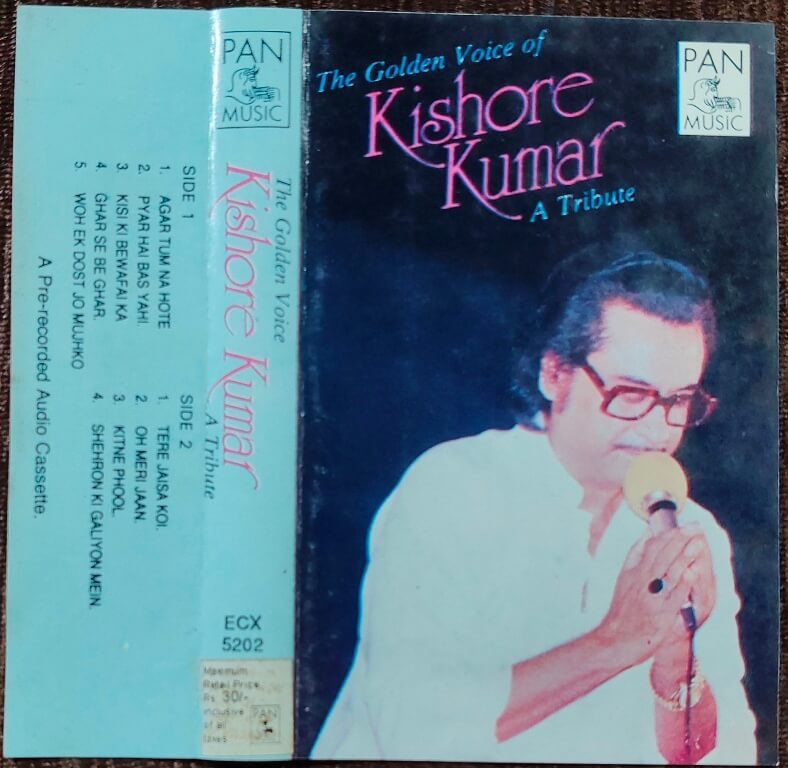 SIDE 1
1. AGAR TUM NA HOTE
2. PYAR HAI BAS YAHI.
3. KISI KI BEWAFAI KA
4. GHAR SE BE GHAR.
5. WOH EK DOST JO MUJHKO
SIDE 2
1. TERE JAISA KOI.
2. OH MERI JAAN.
3. KITNE PHOOL
4. SHEHRON KI GALIYON MEIN.
A Pre-recorded Audio Cassette.
PAN
MUSIC
The Golden Voice
Kishore Kumar
A Tribute
ECX
5202
Maximum
Retail Price
Rs. 30/-
inclusive
of all
taxes
PAN
The Golden Voice of
Kishore
Kumar
A Tribute
PAN
MUSIC